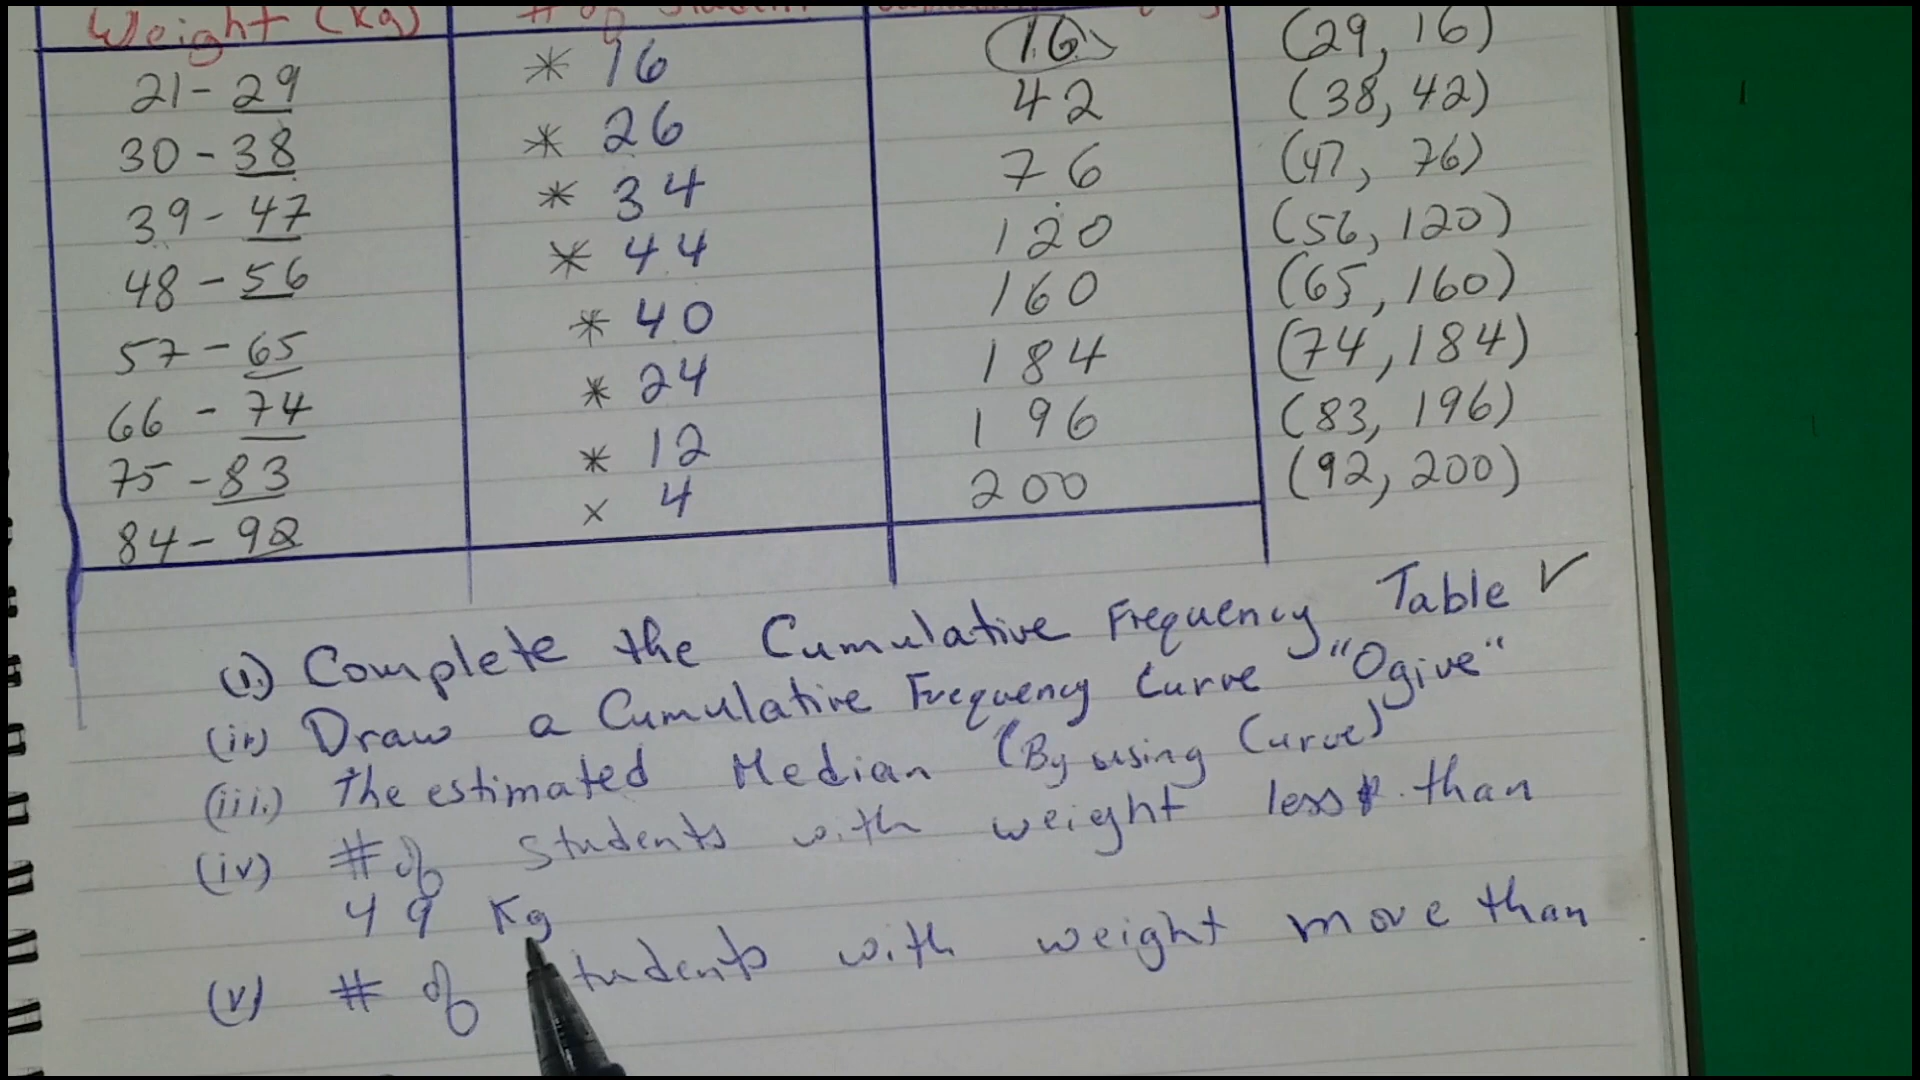 Weight (Kg) # of
21-29 * 16 16 (29, 16)
30-38 * 26 42 (38, 42)
39-47 * 34 76 (47, 76)
48-56 * 44 120 (56, 120)
57-65 * 40 160 (65, 160)
66-74 * 24 184 (74, 184)
75-83 * 12 196 (83, 196)
84-92 × 4 200 (92, 200)
(i.) Complete the Cumulative Frequency Table ✓
(ii) Draw a Cumulative Frequency Curve "Ogive"
(iii.) The estimated Median (By using Curve)
(iv) # of students with weight less than
49 Kg
(v) # of students with weight more than